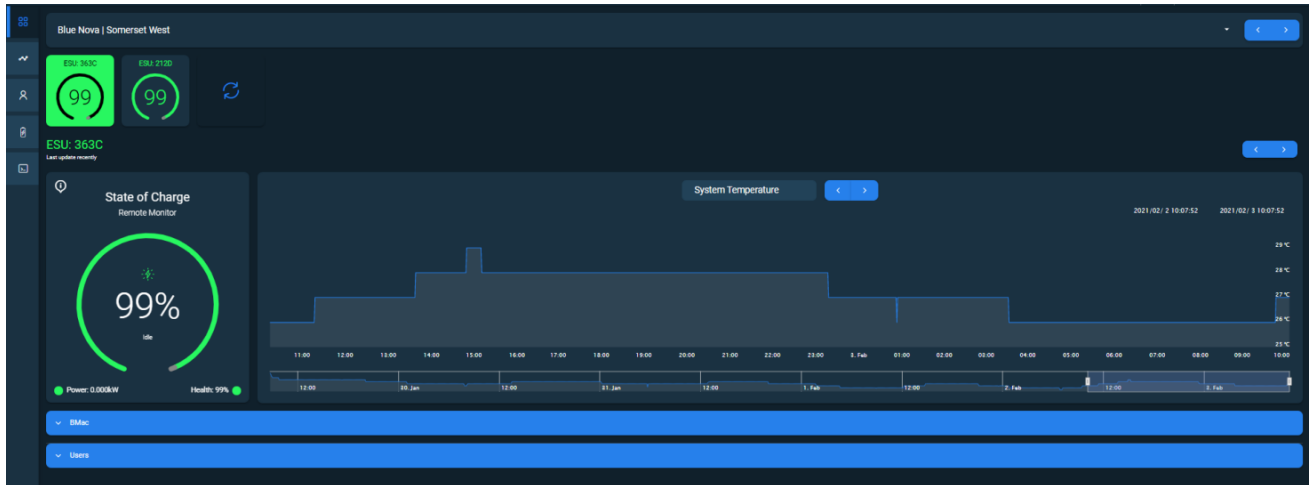 Blue Nova | Somerset West
ESU: 363C
99
ESU: 212D
99
ESU: 363C
Last update recently
State of Charge
Remote Monitor
99%
Idle
Power: 0.000kW
Health: 99%
System Temperature
2021/02/ 2 10:07:52 2021/02/ 3 10:07:52
29 °C
28 °C
27 °C
26 °C
25 °C
11:00 12:00 13:00 14:00 15:00 16:00 17:00 18:00 19:00 20:00 21:00 22:00 23:00 3. Feb 01:00 02:00 03:00 04:00 05:00 06:00 07:00 08:00 09:00 10:00
12:00 30. Jan 12:00 31. Jan 12:00 1. Feb 12:00 2. Feb 12:00 3. Feb
BMac
Users